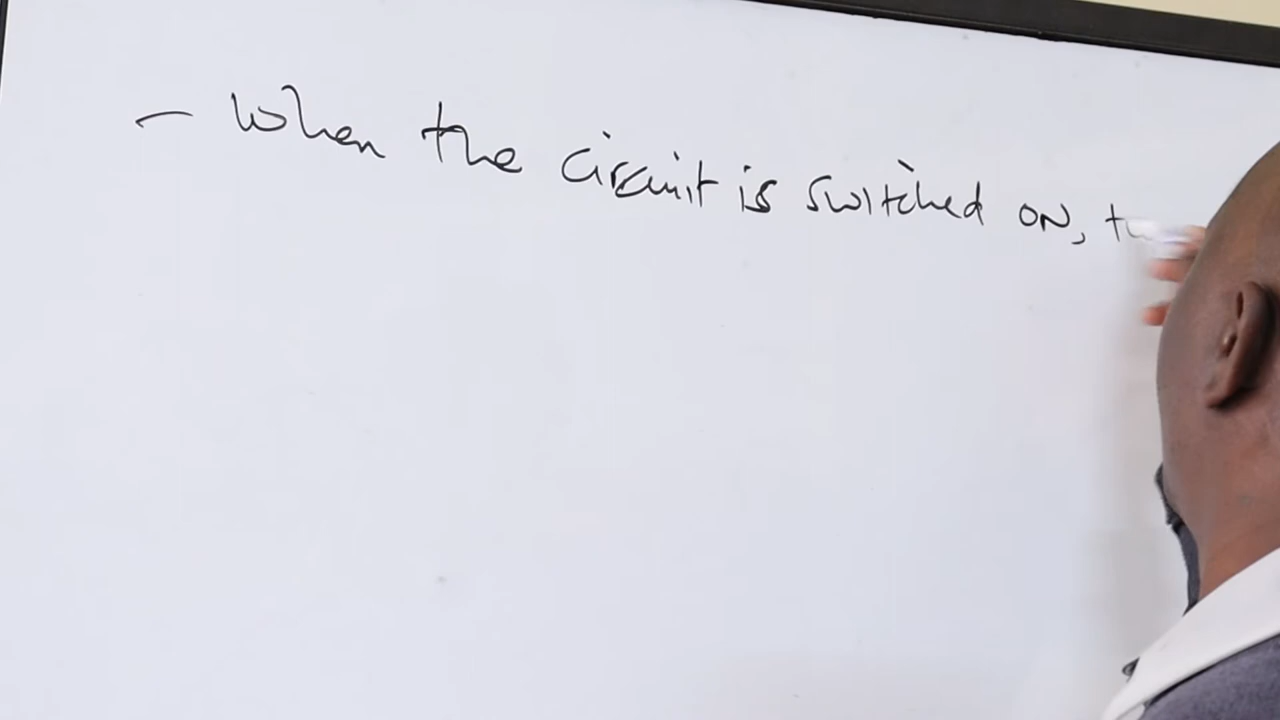 - When the circuit is switched ON,